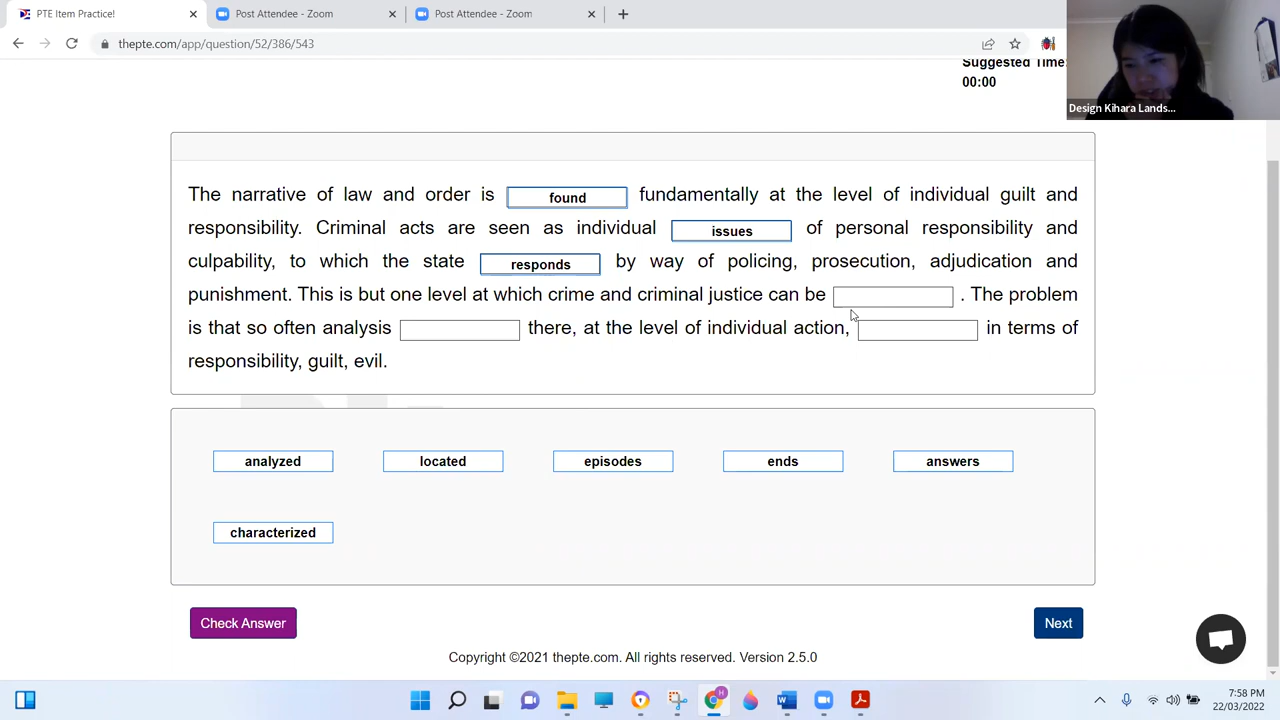 PTE Item Practice!
Post Attendee - Zoom
Post Attendee - Zoom
thepte.com/app/question/52/386/543
Suggested Time:
00:00
Design Kihara Lands...
The narrative of law and order is found fundamentally at the level of individual guilt and
responsibility. Criminal acts are seen as individual issues of personal responsibility and
culpability, to which the state responds by way of policing, prosecution, adjudication and
punishment. This is but one level at which crime and criminal justice can be . The problem
is that so often analysis there, at the level of individual action, in terms of
responsibility, guilt, evil.
analyzed located episodes ends answers
characterized
Check Answer
Next
Copyright ©2021 thepte.com. All rights reserved. Version 2.5.0
7:58 PM
22/03/2022